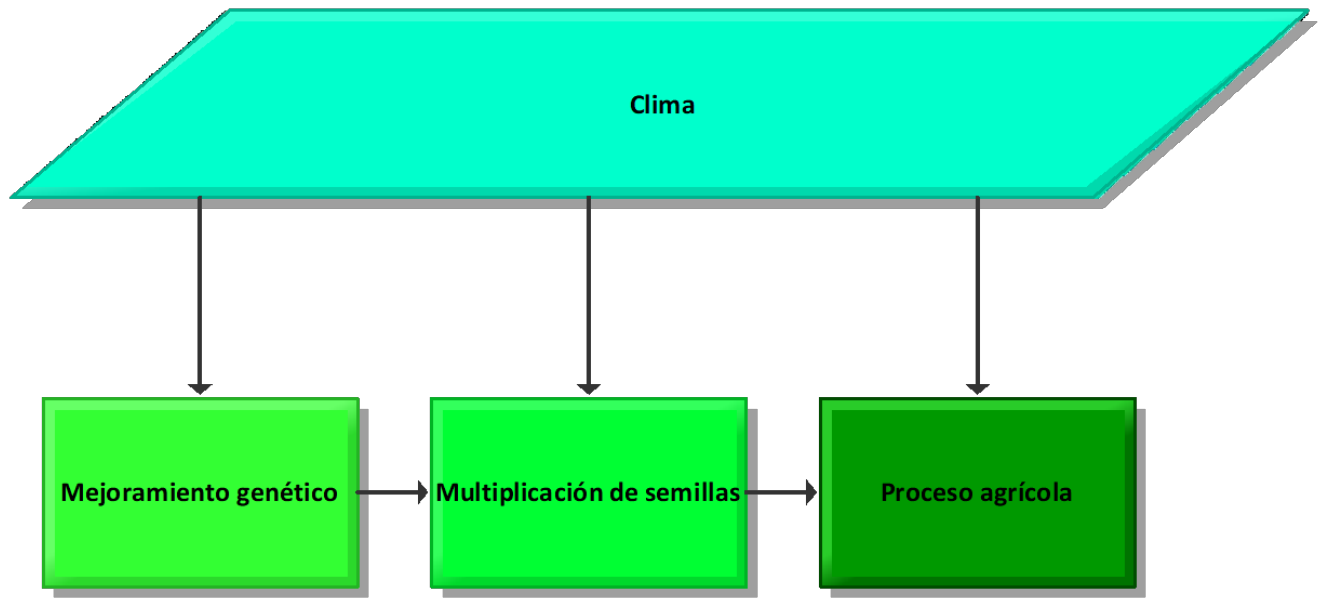 Clima
Mejoramiento genético
Multiplicación de semillas
Proceso agrícola